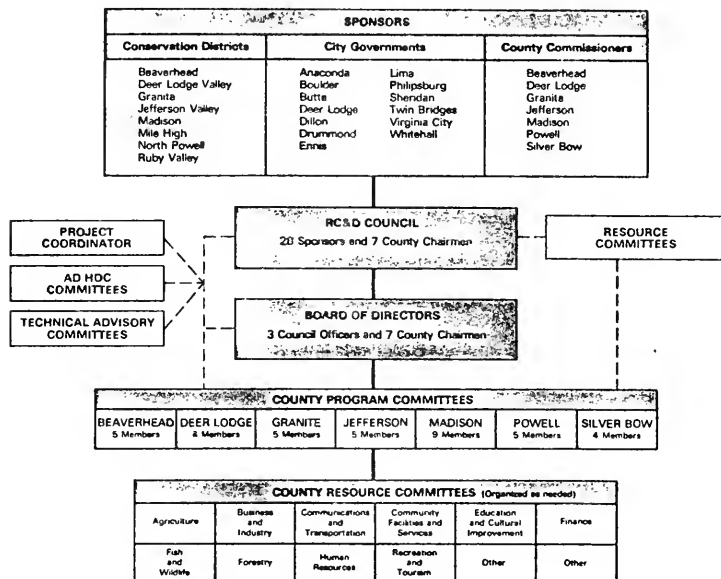 SPONSORS
Conservation Districts
Beaverhead
Deer Lodge Valley
Granita
Jefferson Valley
Madison
Mile High
North Powell
Ruby Valley
City Governments
Anaconda
Boulder
Butte
Deer Lodge
Dillon
Drummond
Ennis
Lima
Philipsburg
Sheridan
Twin Bridges
Virginia City
Whitehall
County Commissioners
Beaverhead
Deer Lodge
Granita
Jefferson
Madison
Powell
Silver Bow
PROJECT
COORDINATOR
AD HOC
COMMITTEES
TECHNICAL ADVISORY
COMMITTEES
RC&D COUNCIL
28 Sponsors and 7 County Chairmen
RESOURCE
COMMITTEES
BOARD OF DIRECTORS
3 Council Officers and 7 County Chairmen
COUNTY PROGRAM COMMITTEES
BEAVERHEAD
5 Members
DEER LODGE
4 Members
GRANITE
5 Members
JEFFERSON
5 Members
MADISON
9 Members
POWELL
5 Members
SILVER BOW
4 Members
COUNTY RESOURCE COMMITTEES (Organized as needed)
Agriculture
Business
and
Industry
Communications
and
Transportation
Community
Facilities and
Services
Education
and Cultural
Improvement
Finance
Fish
and
Wildlife
Forestry
Human
Resources
Recreation
and
Tourism
Other
Other